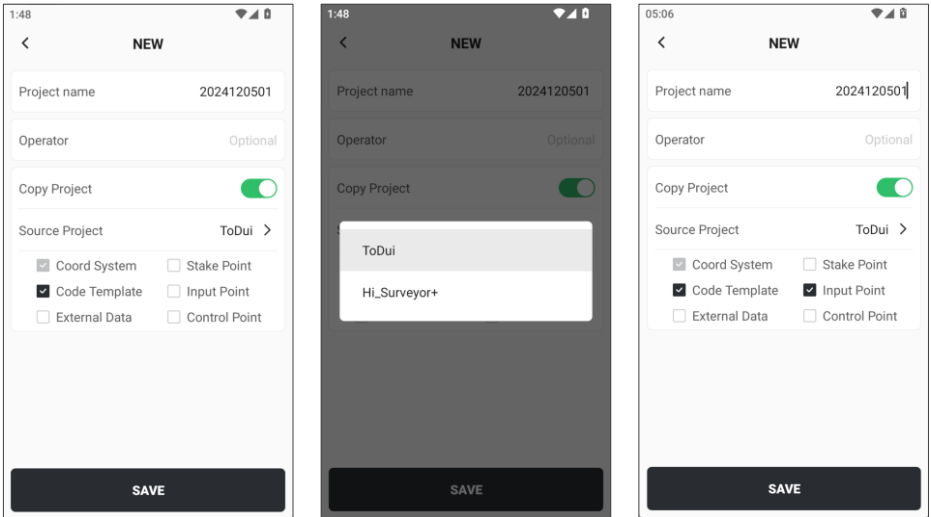 1:48
NEW
Project name 2024120501
Operator Optional
Copy Project
Source Project ToDui
Coord System Stake Point
Code Template Input Point
External Data Control Point
SAVE
1:48
NEW
Project name 2024120501
Operator Optional
Copy Project
ToDui
Hi_Surveyor+
SAVE
05:06
NEW
Project name 2024120501
Operator Optional
Copy Project
Source Project ToDui
Coord System Stake Point
Code Template Input Point
External Data Control Point
SAVE